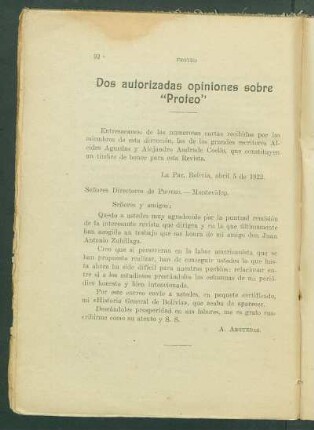 92
PROTEO
Dos autorizadas opiniones sobre
"Proteo"
Entresacamos de las numerosas cartas recibidas por los
miembros de esta dirección, las de los grandes escritores Al-
cides Arguedas y Alejandro Andrade Coello, que constituyen
un timbre de honor para esta Revista.
La Paz, Bolivia, abril 5 de 1922.
Señores Directores de PROTEO. — Montevideo.
Señores y amigos:
Quedo a ustedes muy agradecido por la puntual remisión
de la interesante revista que dirigen y en la que últimamente
han acogido un trabajo que me honra de mi amigo don Juan
Antonio Zubillaga.
Creo que si perseveran en la labor americanista que se
han propuesto realizar, han de conseguir ustedes lo que has-
ta ahora ha sido difícil para nuestros pueblos: relacionar en-
tre sí a los estudiosos prestándoles las columnas de un perió-
dico honesto y bien intencionado.
Por este correo envío a ustedes, en paquete certificado,
mi «Historia General de Bolivia», que acaba de aparecer.
Deseándoles prosperidad en sus labores, me es grato sus-
cribirme como su atento y S. S.
A. ARGUEDAS.